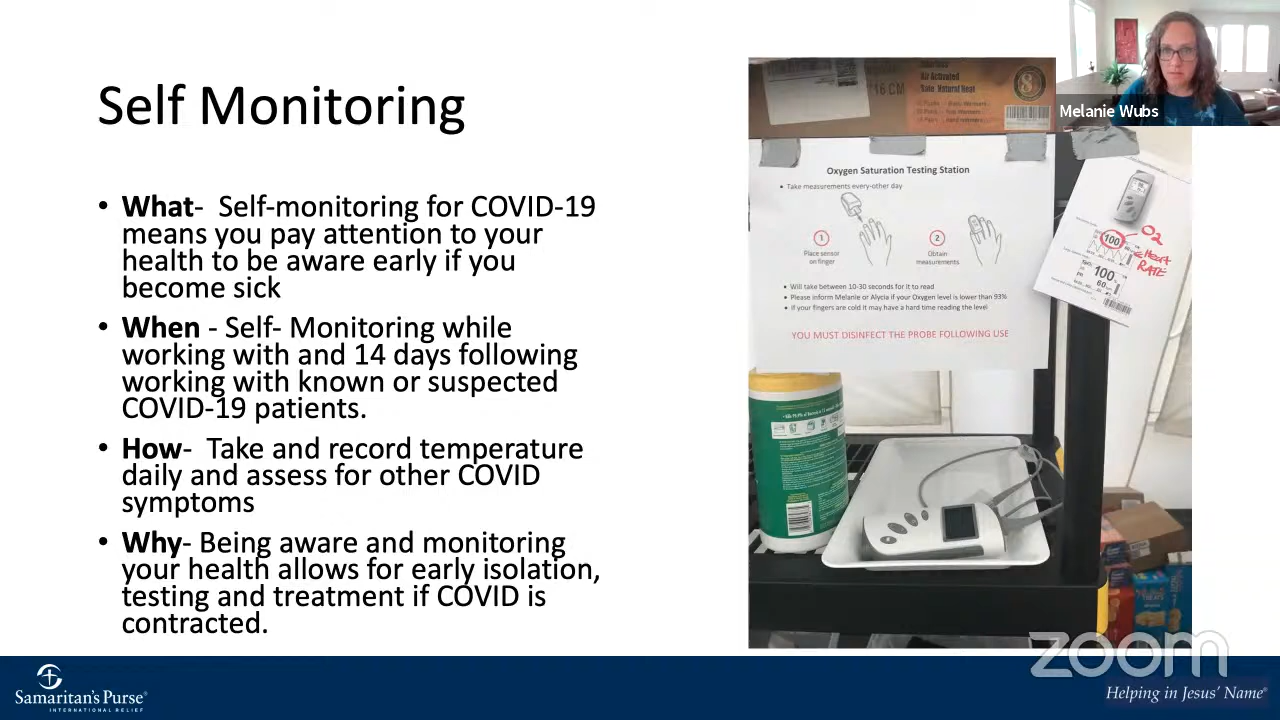 Self Monitoring
• What-  Self-monitoring for COVID-19
means you pay attention to your
health to be aware early if you
become sick
• When - Self- Monitoring while
working with and 14 days following
working with known or suspected
COVID-19 patients.
• How-  Take and record temperature
daily and assess for other COVID
symptoms
• Why- Being aware and monitoring
your health allows for early isolation,
testing and treatment if COVID is
contracted.
Air Activated
Safe Natural Heat
16 CM
8
Oxygen Saturation Testing Station
• Take measurements every-other day
1
Place sensor
on finger
2
Obtain
measurements
• Will take between 10-30 seconds for it to read
• Please inform Melanie or Alycia if your Oxygen level is lower than 93%
• If your fingers are cold it may have a hard time reading the level
YOU MUST DISINFECT THE PROBE FOLLOWING USE
100
O2
Heart
RATE
100
60
Melanie Wubs
zoom
Samaritan's Purse®
INTERNATIONAL RELIEF
Helping in Jesus' Name®